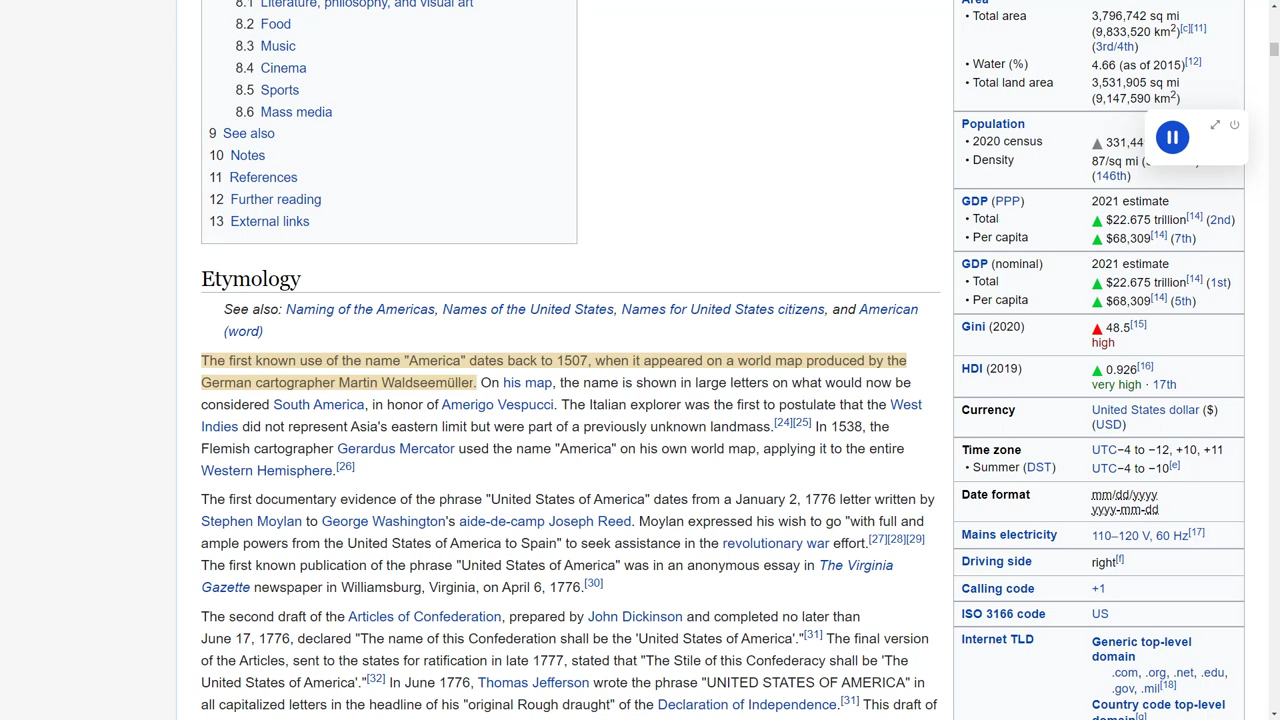 8.1 Literature, philosophy, and visual art
8.2 Food
8.3 Music
8.4 Cinema
8.5 Sports
8.6 Mass media
9 See also
10 Notes
11 References
12 Further reading
13 External links
Etymology
See also: Naming of the Americas, Names of the United States, Names for United States citizens, and American
(word)
The first known use of the name "America" dates back to 1507, when it appeared on a world map produced by the
German cartographer Martin Waldseemüller. On his map, the name is shown in large letters on what would now be
considered South America, in honor of Amerigo Vespucci. The Italian explorer was the first to postulate that the West
Indies did not represent Asia's eastern limit but were part of a previously unknown landmass.[24][25] In 1538, the
Flemish cartographer Gerardus Mercator used the name "America" on his own world map, applying it to the entire
Western Hemisphere.[26]
The first documentary evidence of the phrase "United States of America" dates from a January 2, 1776 letter written by
Stephen Moylan to George Washington's aide-de-camp Joseph Reed. Moylan expressed his wish to go "with full and
ample powers from the United States of America to Spain" to seek assistance in the revolutionary war effort.[27][28][29]
The first known publication of the phrase "United States of America" was in an anonymous essay in The Virginia
Gazette newspaper in Williamsburg, Virginia, on April 6, 1776.[30]
The second draft of the Articles of Confederation, prepared by John Dickinson and completed no later than
June 17, 1776, declared "The name of this Confederation shall be the 'United States of America'."[31] The final version
of the Articles, sent to the states for ratification in late 1777, stated that "The Stile of this Confederacy shall be 'The
United States of America'."[32] In June 1776, Thomas Jefferson wrote the phrase "UNITED STATES OF AMERICA" in
all capitalized letters in the headline of his "original Rough draught" of the Declaration of Independence.[31] This draft of
Area
• Total area 3,796,742 sq mi
(9,833,520 km2)[c][11]
(3rd/4th)
• Water (%) 4.66 (as of 2015)[12]
• Total land area 3,531,905 sq mi
(9,147,590 km2)
Population
• 2020 census ▲ 331,44
• Density 87/sq mi
(146th)
GDP (PPP) 2021 estimate
• Total ▲ $22.675 trillion[14] (2nd)
• Per capita ▲ $68,309[14] (7th)
GDP (nominal) 2021 estimate
• Total ▲ $22.675 trillion[14] (1st)
• Per capita ▲ $68,309[14] (5th)
Gini (2020) ▲ 48.5[15]
high
HDI (2019) ▲ 0.926[16]
very high · 17th
Currency United States dollar ($)
(USD)
Time zone UTC−4 to −12, +10, +11
• Summer (DST) UTC−4 to −10[e]
Date format mm/dd/yyyy
yyyy-mm-dd
Mains electricity 110–120 V, 60 Hz[17]
Driving side right[f]
Calling code +1
ISO 3166 code US
Internet TLD Generic top-level
domain
.com, .org, .net, .edu,
.gov, .mil[18]
Country code top-level
domain[g]